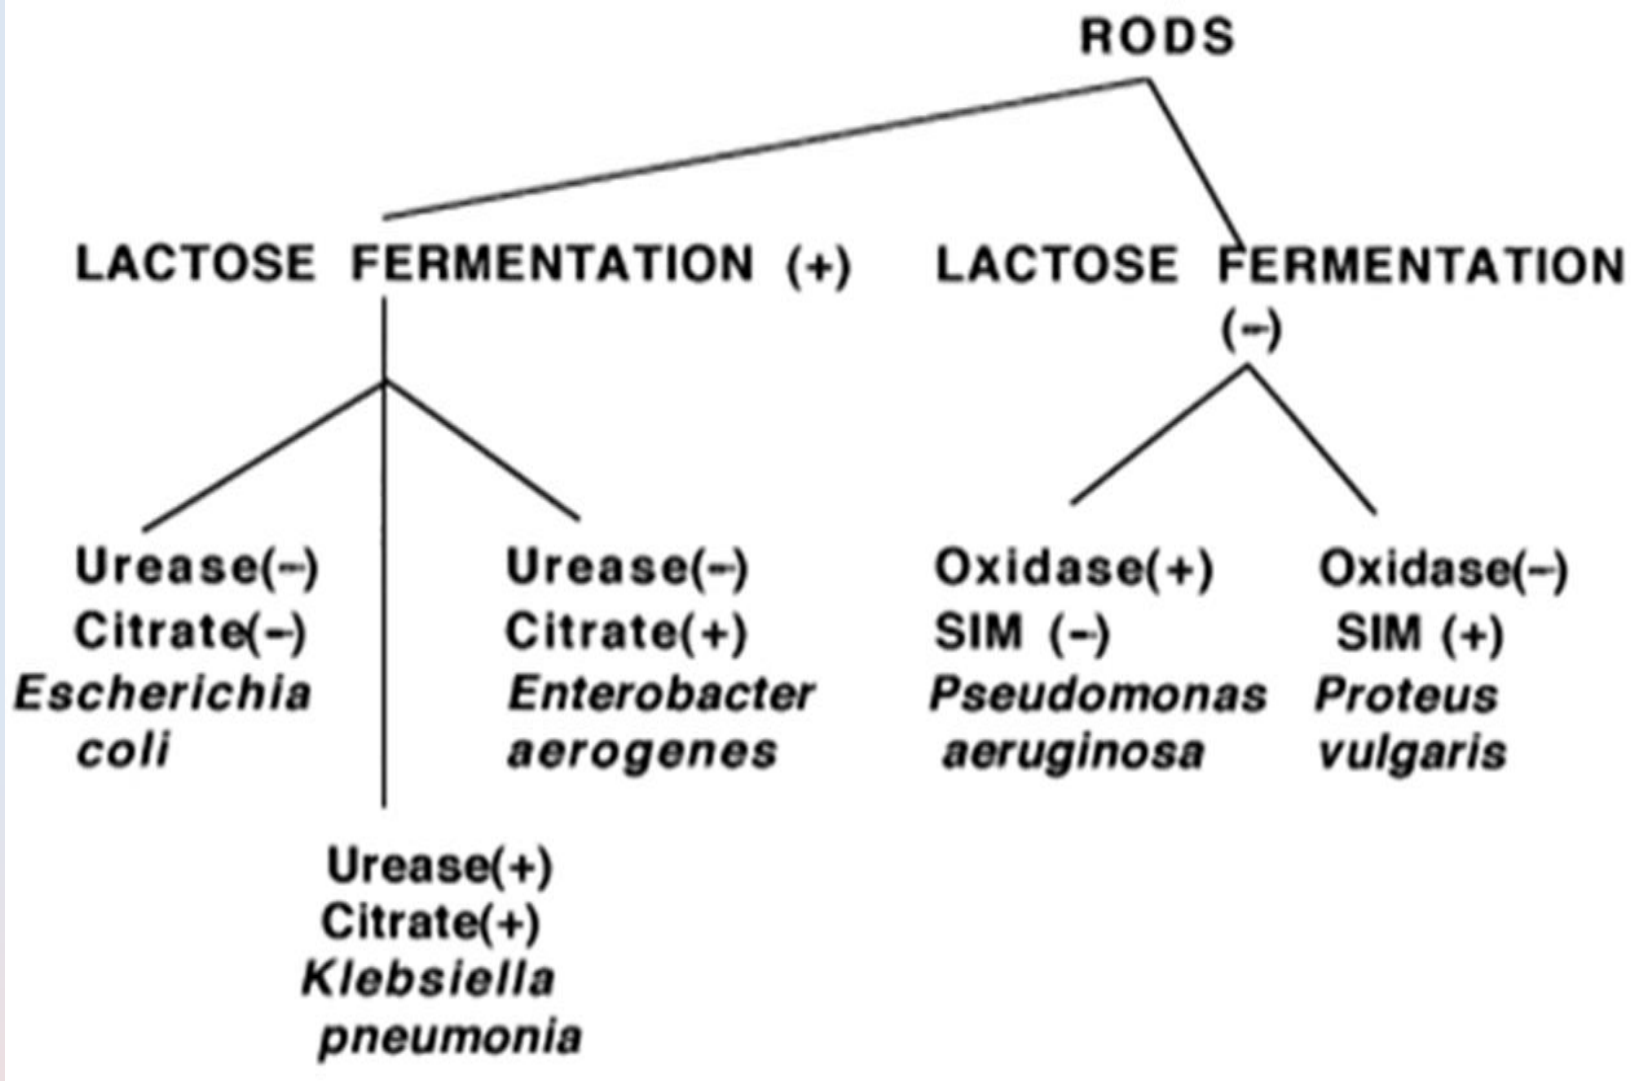 RODS
LACTOSE FERMENTATION (+)
LACTOSE FERMENTATION
(-)
Urease(-)
Citrate(-)
Escherichia
coli
Urease(+)
Citrate(+)
Klebsiella
pneumonia
Urease(-)
Citrate(+)
Enterobacter
aerogenes
Oxidase(+)
SIM (-)
Pseudomonas
aeruginosa
Oxidase(-)
SIM (+)
Proteus
vulgaris